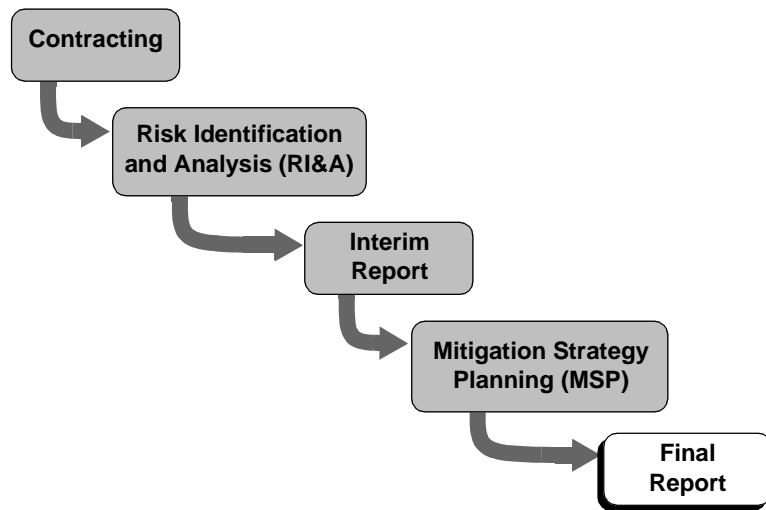 Contracting
Risk Identification
and Analysis (RI&A)
Interim
Report
Mitigation Strategy
Planning (MSP)
Final
Report